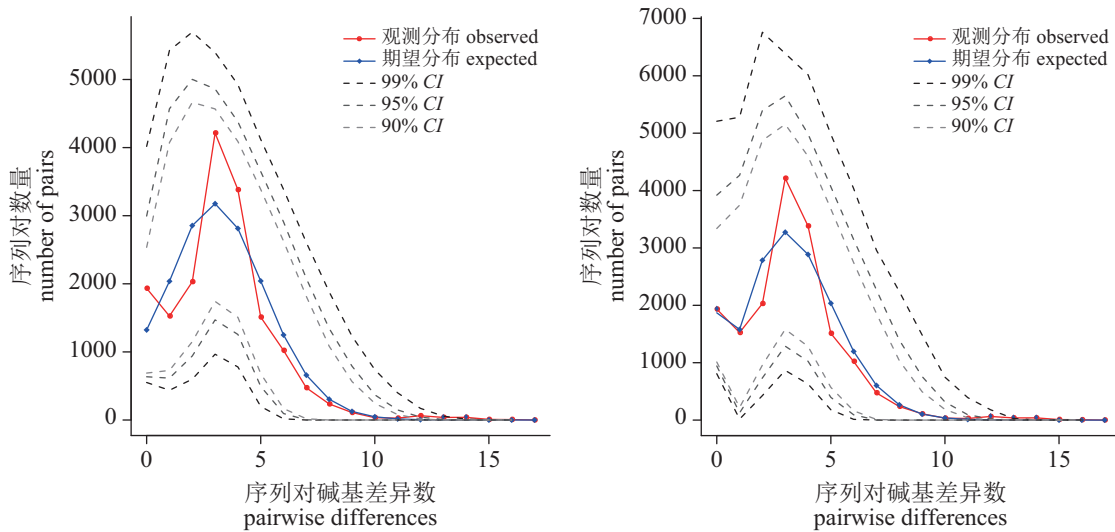 观测分布 observed
期望分布 expected
99% CI
95% CI
90% CI
5000
4000
3000
2000
1000
0
序列对数量
number of pairs
0
5
10
15
序列对碱基差异数
pairwise differences
7000
6000
5000
4000
3000
2000
1000
0
序列对数量
number of pairs
观测分布 observed
期望分布 expected
99% CI
95% CI
90% CI
0
5
10
15
序列对碱基差异数
pairwise differences